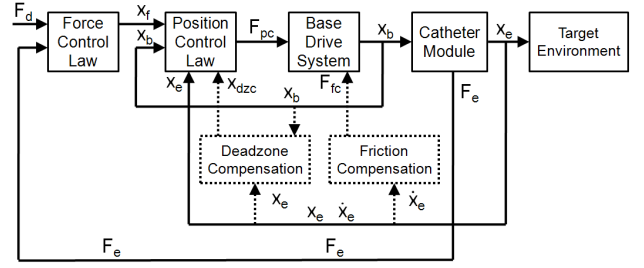 F_d
Force
Control
Law
x_f
x_b
Position
Control
Law
F_pc
Base
Drive
System
x_b
Catheter
Module
x_e
Target
Environment
x_e
x_dzc
x_b
F_fc
F_e
Deadzone
Compensation
Friction
Compensation
x_e
x_e ẋ_e
ẋ_e
F_e
F_e